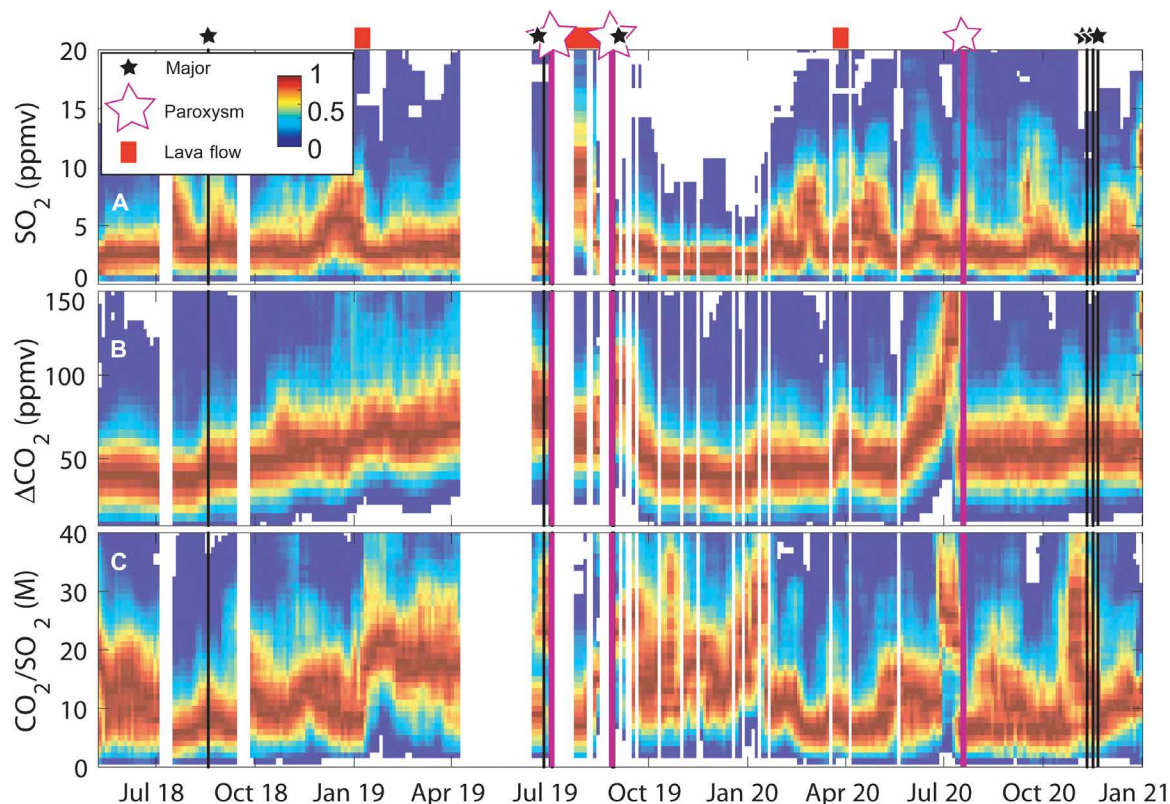 20
15
10
5
0
SO2 (ppmv)
Major
Paroxysm
Lava flow
1
0.5
0
A
150
100
50
ΔCO2 (ppmv)
B
40
30
20
10
0
CO2/SO2 (M)
C
Jul 18 Oct 18 Jan 19 Apr 19 Jul 19 Oct 19 Jan 20 Apr 20 Jul 20 Oct 20 Jan 21